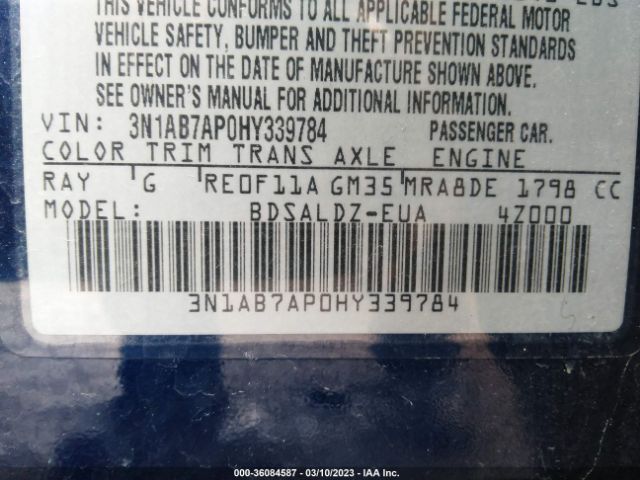 THIS VEHICLE CONFORMS TO ALL APPLICABLE FEDERAL MOTOR
VEHICLE SAFETY, BUMPER AND THEFT PREVENTION STANDARDS
IN EFFECT ON THE DATE OF MANUFACTURE SHOWN ABOVE.
SEE OWNER'S MANUAL FOR ADDITIONAL INFORMATION.
VIN: 3N1AB7AP0HY339784 PASSENGER CAR.
COLOR TRIM TRANS AXLE ENGINE
RAY G RE0F11A GM35 MRA8DE 1798 CC
MODEL: BDSALDZ-EUA 4Z000
3N1AB7AP0HY339784
000-36084587 - 03/10/2023 - IAA Inc.